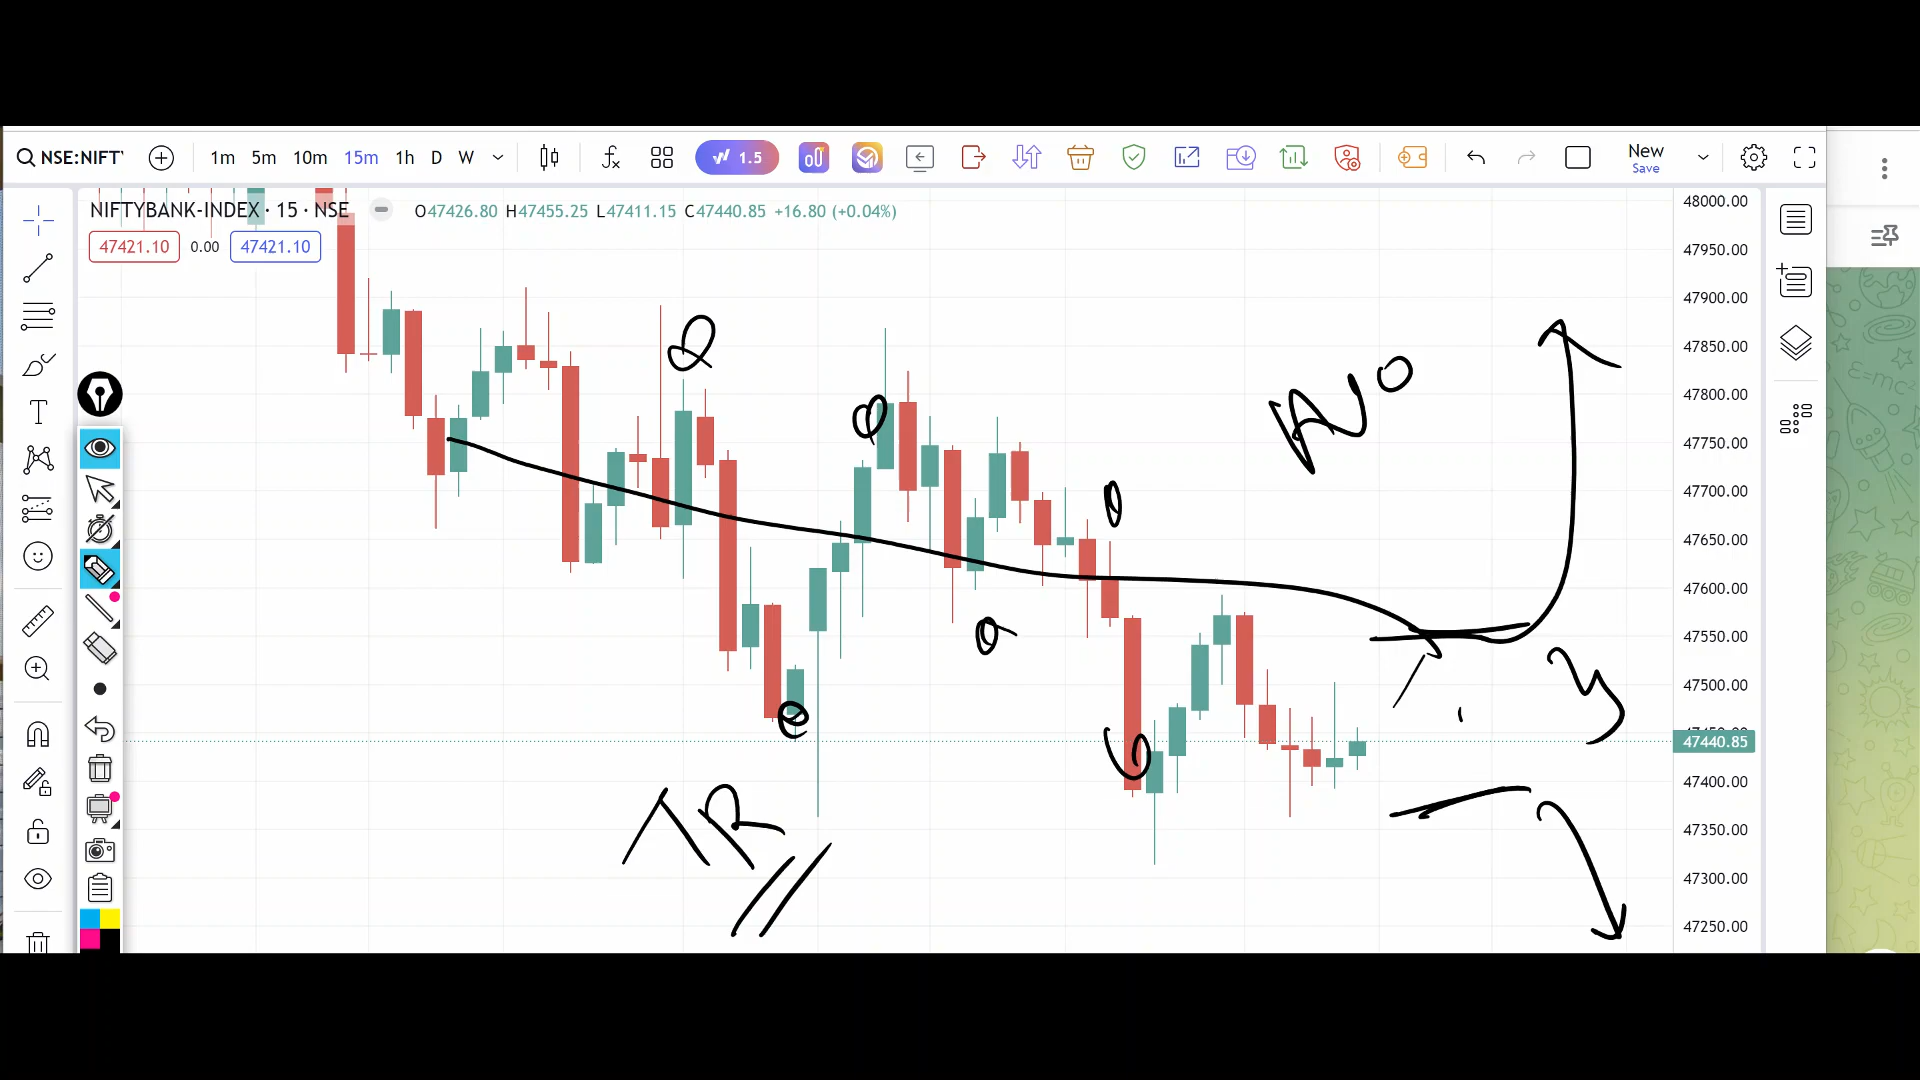 NSE:NIFTY
1m 5m 10m 15m 1h D W
1.5
New
Save
NIFTYBANK-INDEX · 15 · NSE
O47426.80 H47455.25 L47411.15 C47440.85 +16.80 (+0.04%)
47421.10 0.00 47421.10
48000.00
47950.00
47900.00
47850.00
47800.00
47750.00
47700.00
47650.00
47600.00
47550.00
47500.00
47440.85
47400.00
47350.00
47300.00
47250.00
NO
TR